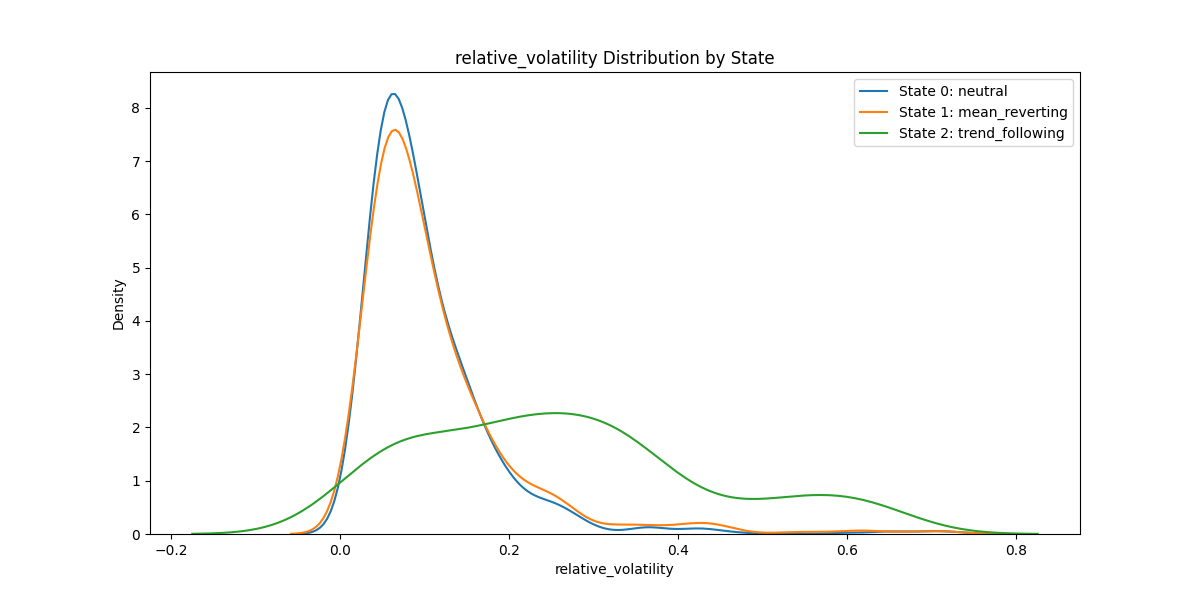 relative_volatility Distribution by State
State 0: neutral
State 1: mean_reverting
State 2: trend_following
Density
8
7
6
5
4
3
2
1
0
−0.2
0.0
0.2
0.4
0.6
0.8
relative_volatility